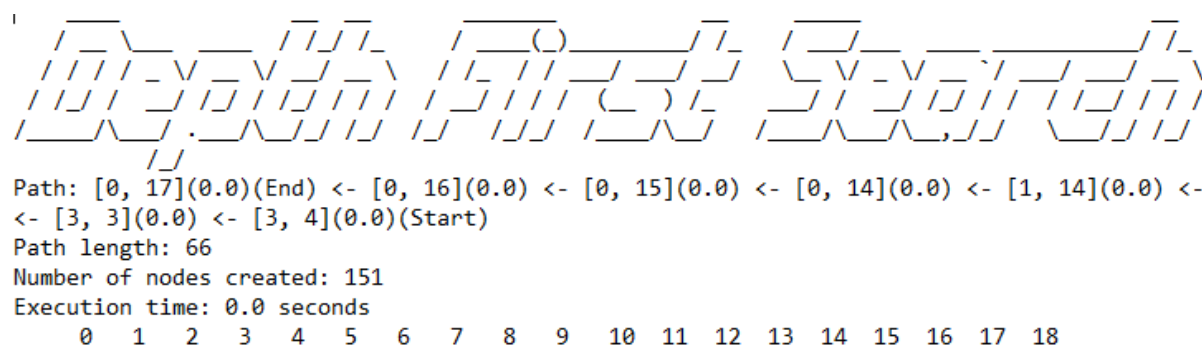 Depth First Search
Path: [0, 17](0.0)(End) <- [0, 16](0.0) <- [0, 15](0.0) <- [0, 14](0.0) <- [1, 14](0.0) <-
<- [3, 3](0.0) <- [3, 4](0.0)(Start)
Path length: 66
Number of nodes created: 151
Execution time: 0.0 seconds
0 1 2 3 4 5 6 7 8 9 10 11 12 13 14 15 16 17 18